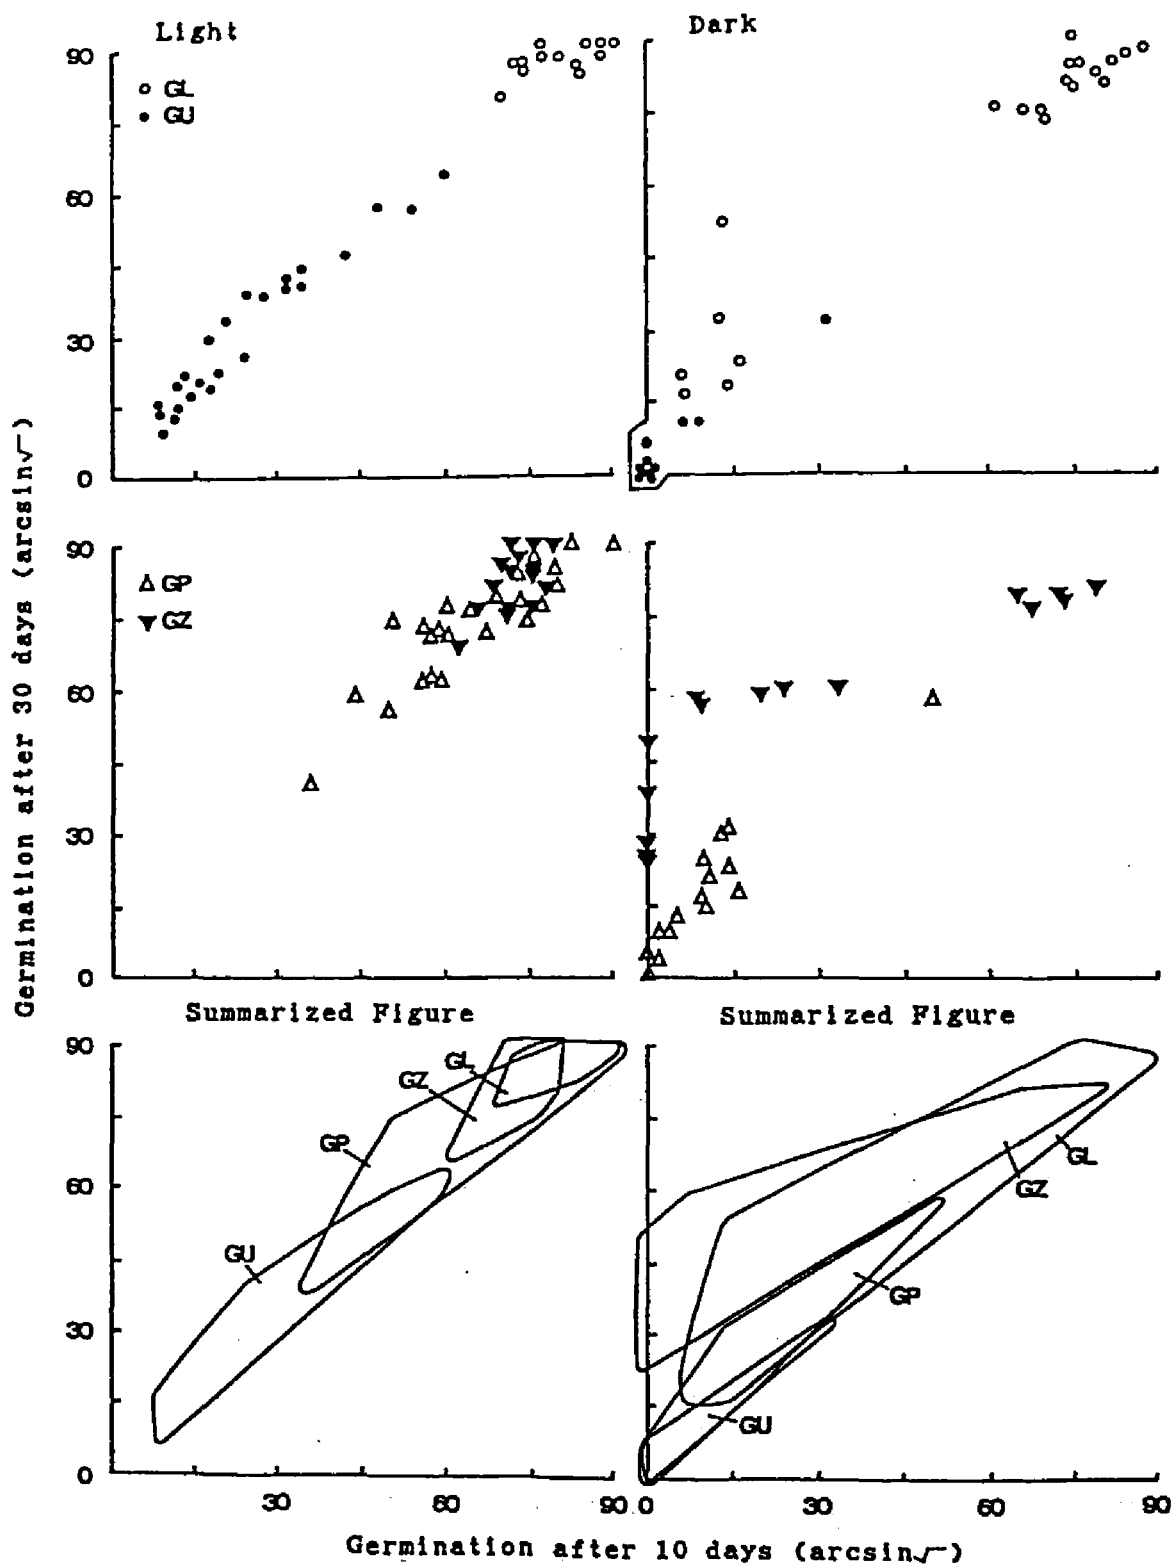 Light
Dark
90
60
30
0
GL
GU
90
60
30
0
GP
GZ
Germination after 30 days (arcsin√‾)
Summarized Figure
Summarized Figure
90
60
30
0
GL
GZ
GP
GU
GL
GZ
GP
GU
30 60 90 0 30 60 90
Germination after 10 days (arcsin√‾)